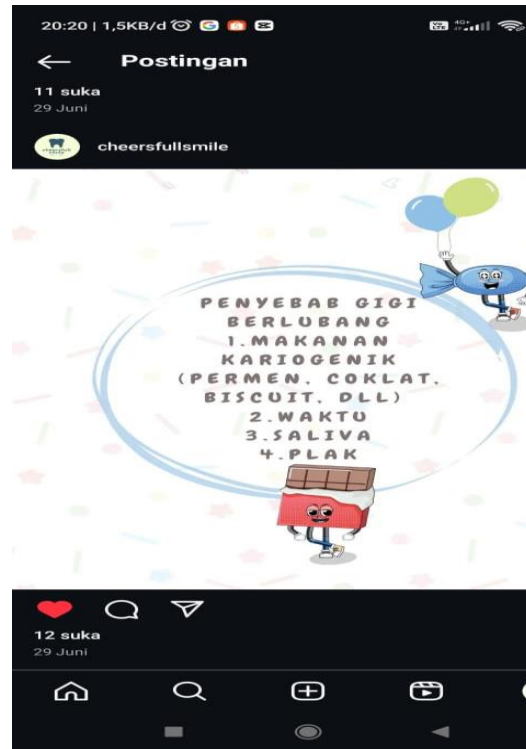 20:20 | 1,5KB/d
Postingan
11 suka
29 Juni
cheersfullsmile
PENYEBAB GIGI
BERLUBANG
1.MAKANAN
KARIOGENIK
(PERMEN, COKLAT,
BISCUIT, DLL)
2.WAKTU
3.SALIVA
4.PLAK
12 suka
29 Juni